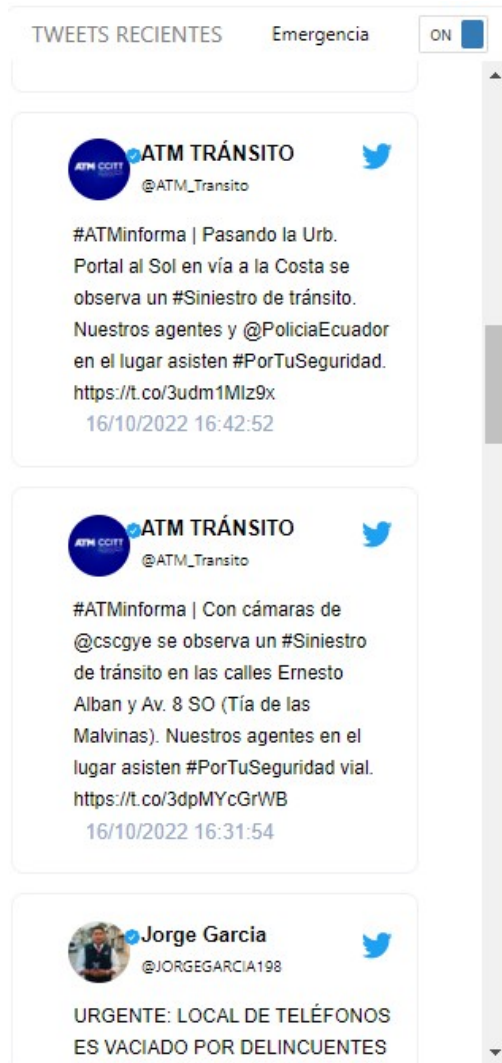 TWEETS RECIENTES Emergencia ON
ATM CCITT
ATM TRÁNSITO
@ATM_Transito
#ATMinforma | Pasando la Urb.
Portal al Sol en vía a la Costa se
observa un #Siniestro de tránsito.
Nuestros agentes y @PoliciaEcuador
en el lugar asisten #PorTuSeguridad.
https://t.co/3udm1MIz9x
16/10/2022 16:42:52
ATM CCITT
ATM TRÁNSITO
@ATM_Transito
#ATMinforma | Con cámaras de
@cscgye se observa un #Siniestro
de tránsito en las calles Ernesto
Alban y Av. 8 SO (Tía de las
Malvinas). Nuestros agentes en el
lugar asisten #PorTuSeguridad vial.
https://t.co/3dpMYcGrWB
16/10/2022 16:31:54
Jorge Garcia
@JORGEGARCIA198
URGENTE: LOCAL DE TELÉFONOS
ES VACIADO POR DELINCUENTES